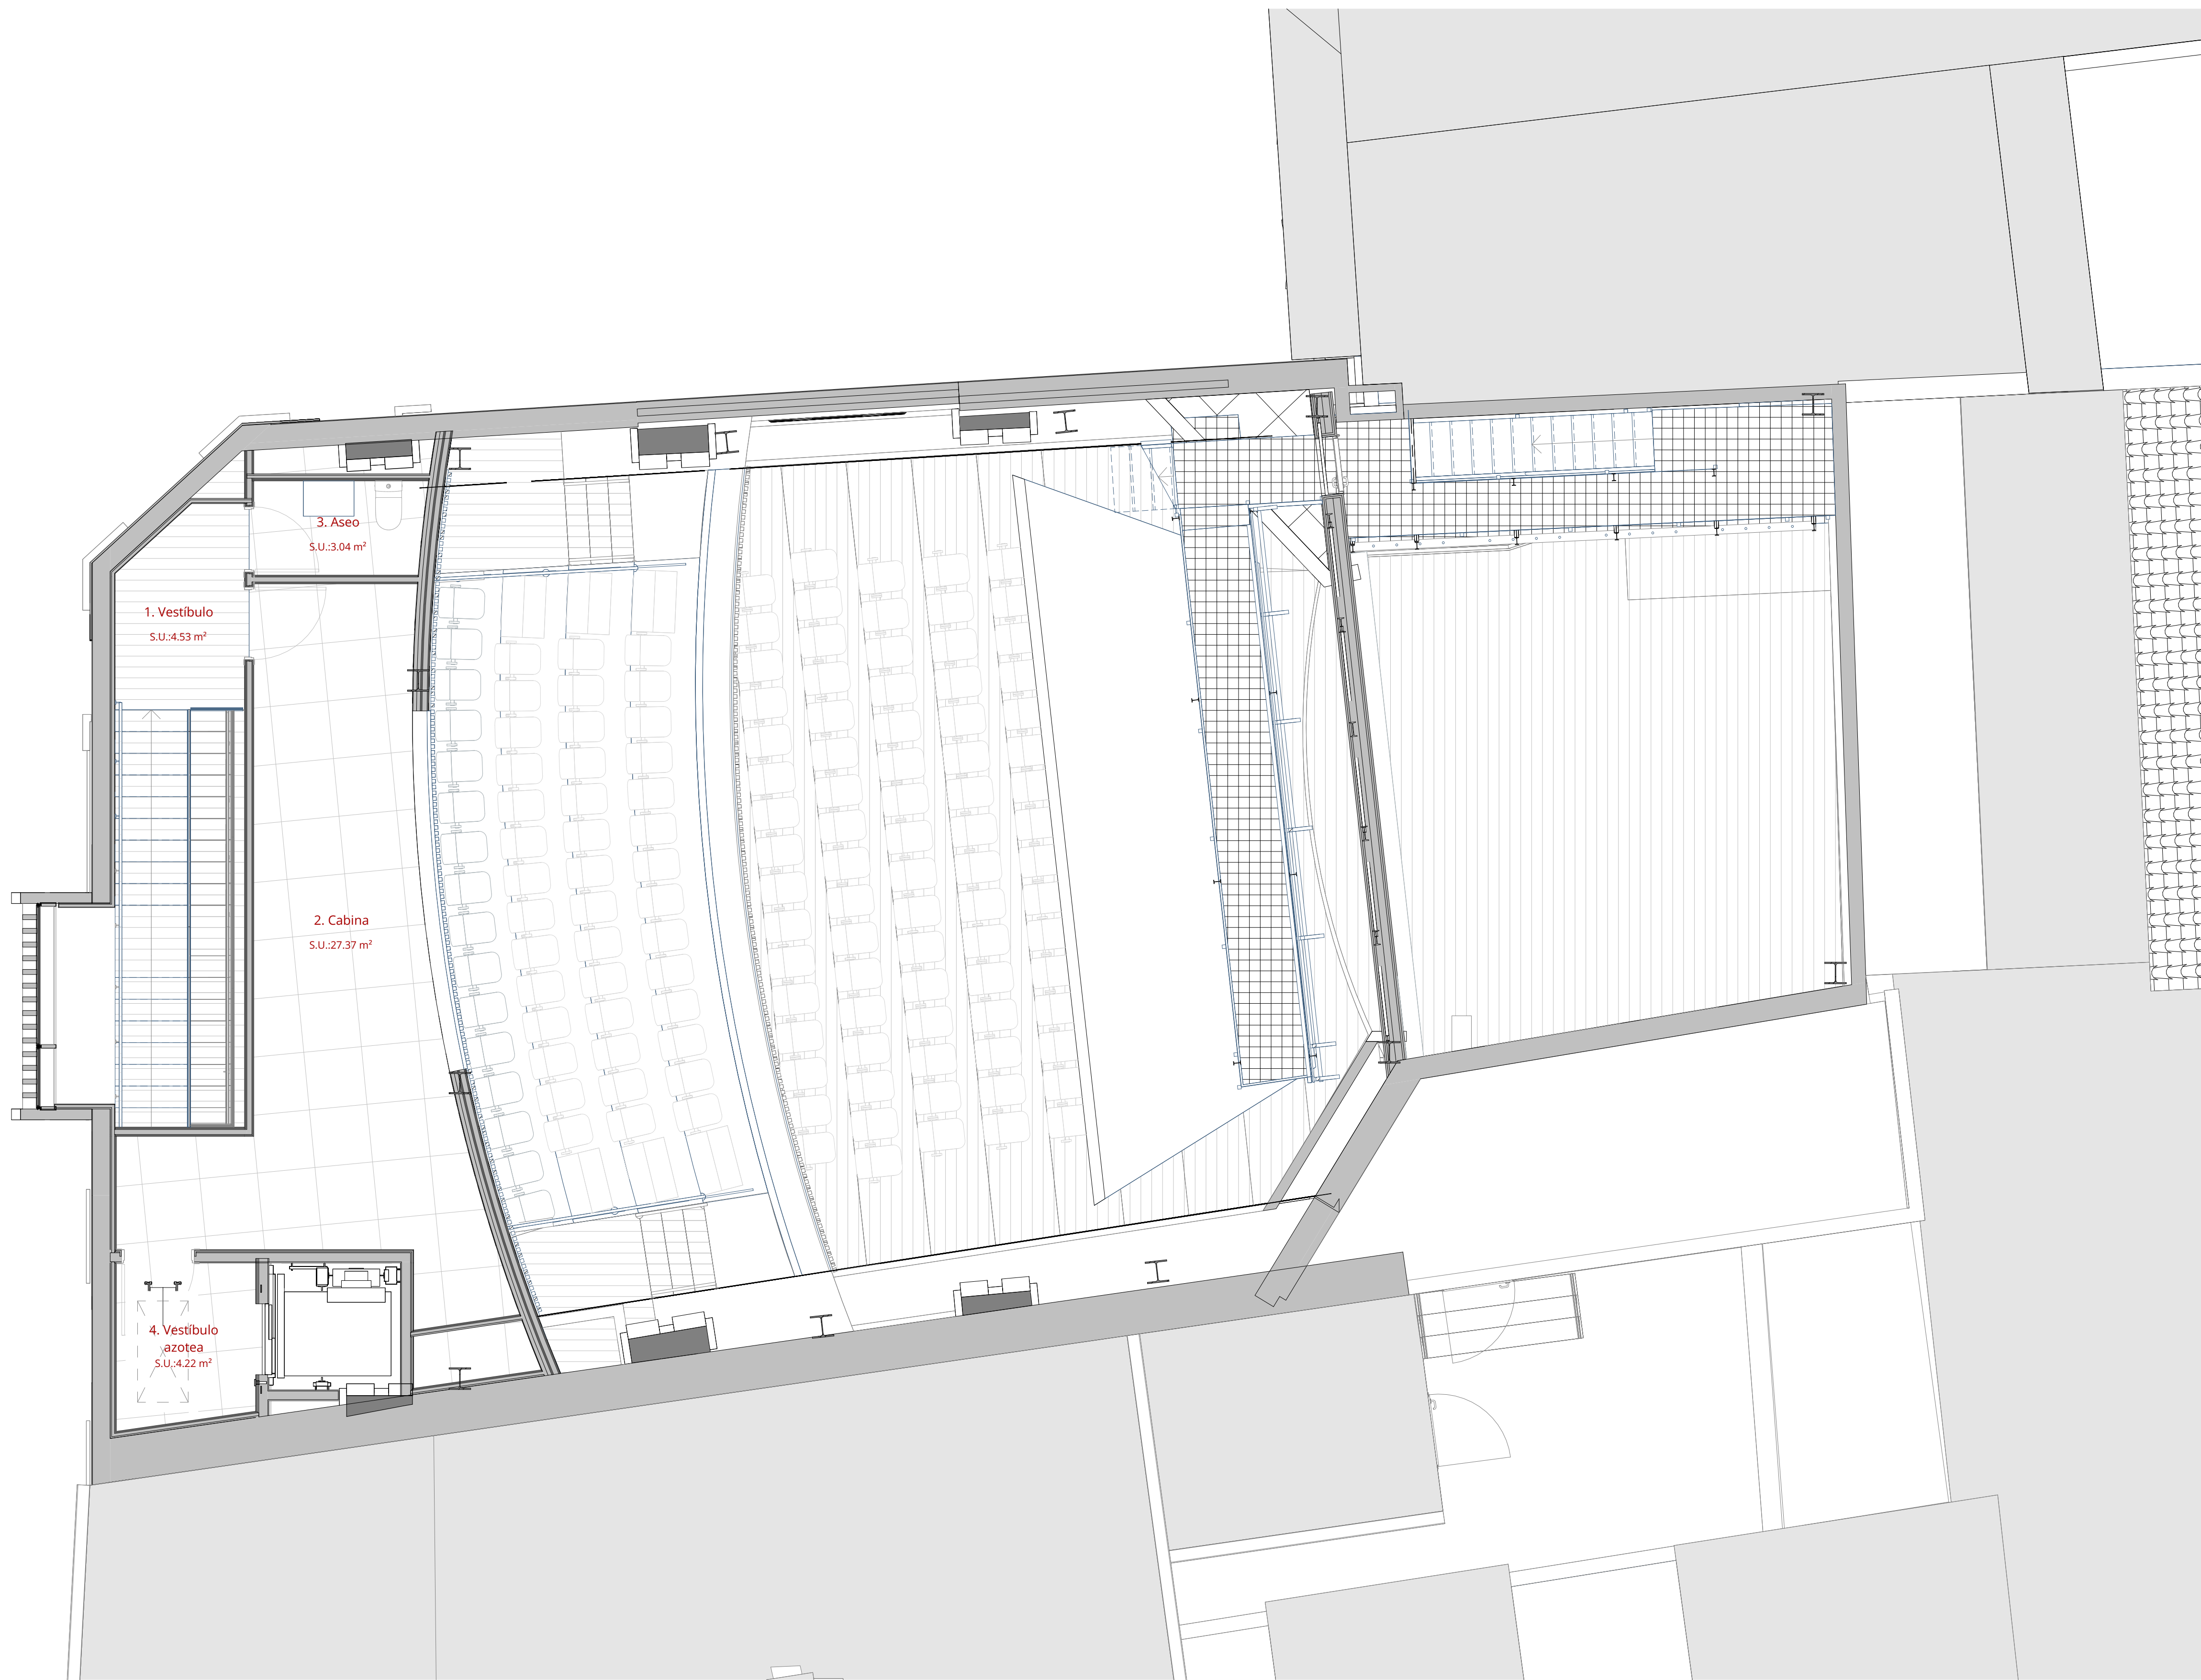 3. Aseo
S.U.:3.04 m²
1. Vestíbulo
S.U.:4.53 m²
2. Cabina
S.U.:27.37 m²
4. Vestíbulo
azotea
S.U.:4.22 m²